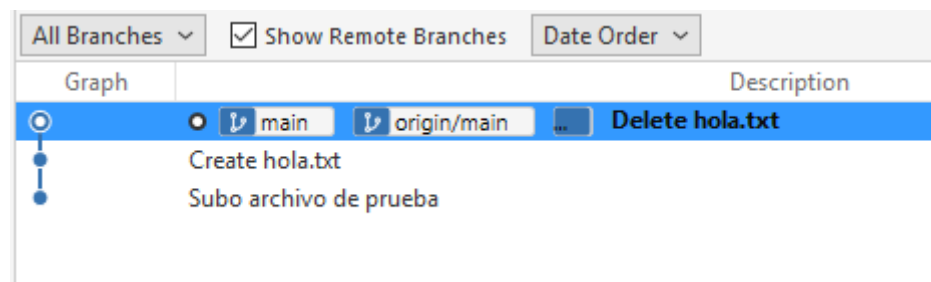 All Branches Show Remote Branches Date Order
Graph Description
main origin/main ... Delete hola.txt
Create hola.txt
Subo archivo de prueba